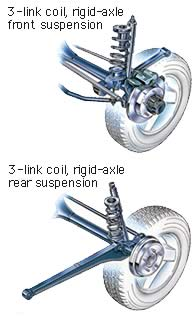 3-link coil, rigid-axle
front suspension
3-link coil, rigid-axle
rear suspension